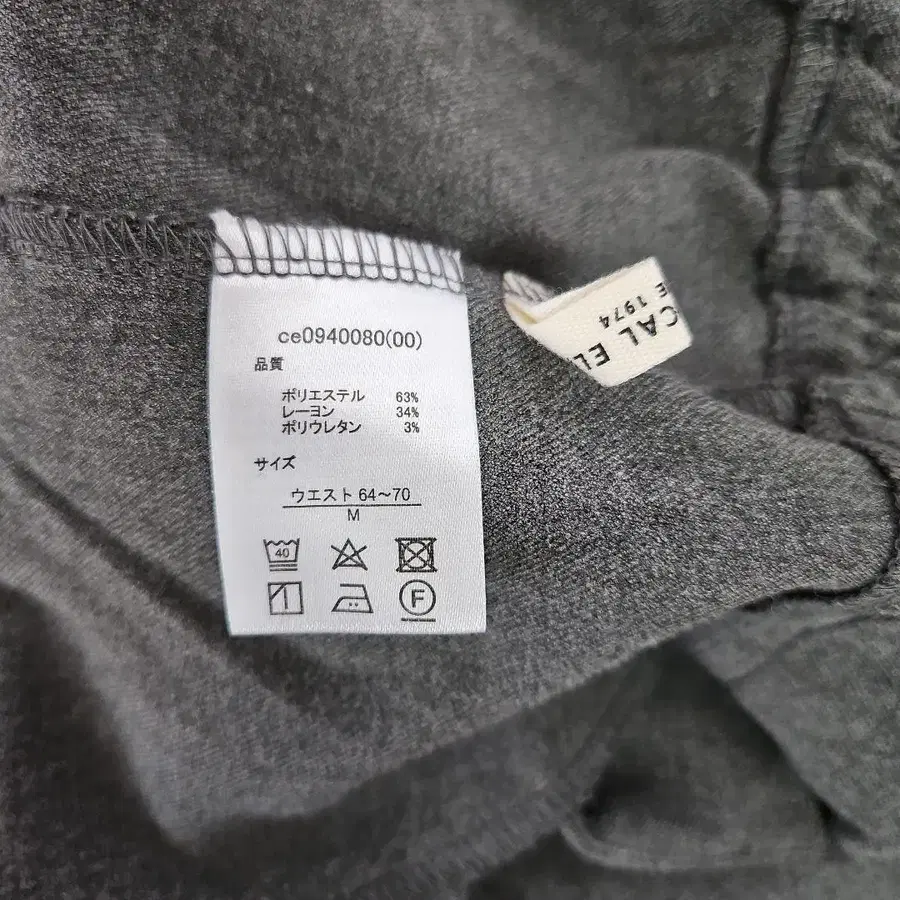 ce0940080(00)
品質
ポリエステル 63%
レーヨン 34%
ポリウレタン 3%
サイズ
ウエスト 64～70
M
40
F
CAL
1974